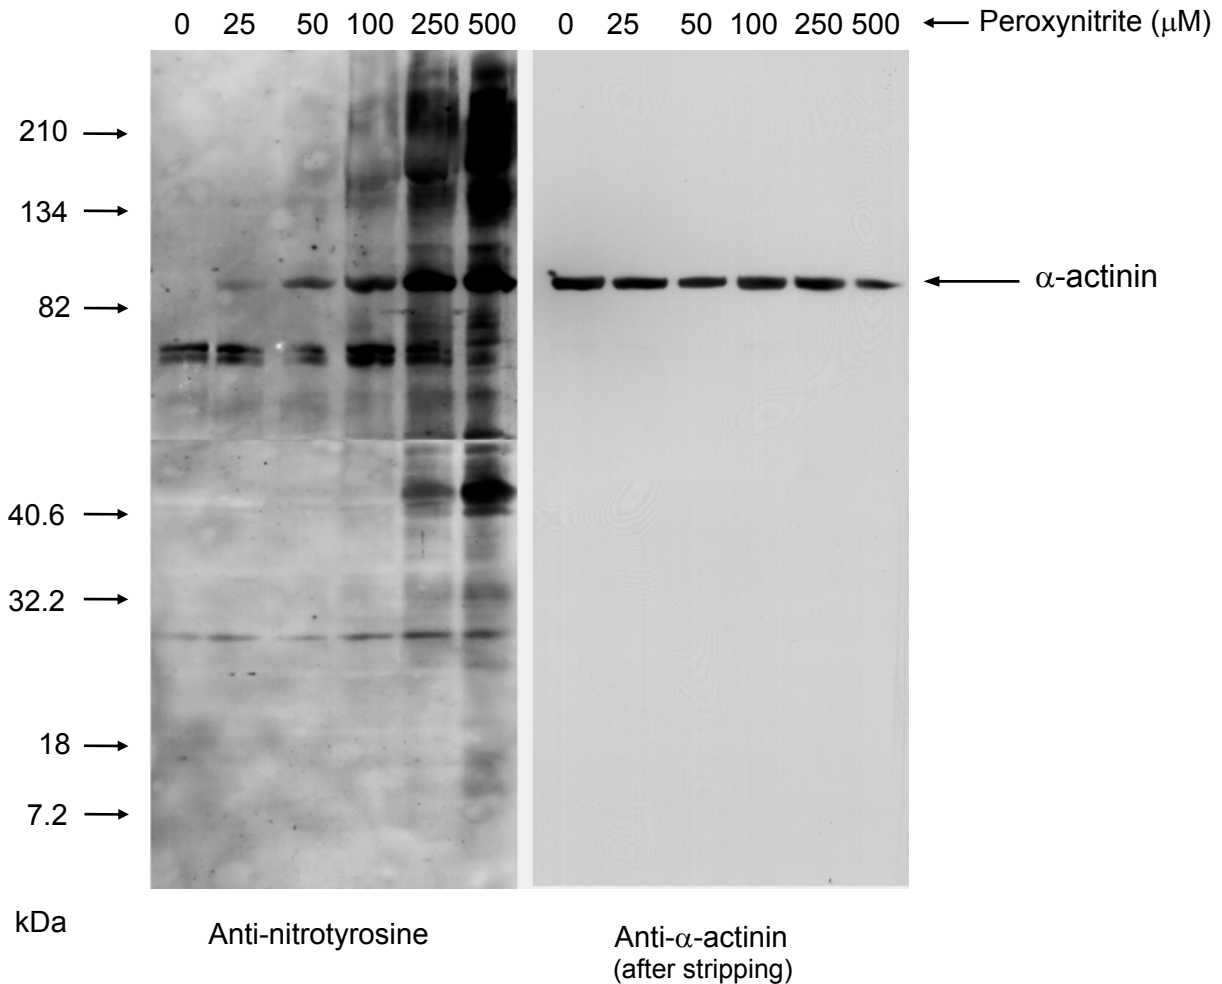 0 25 50 100 250 500 0 25 50 100 250 500 Peroxynitrite (μM)
210
134
α-actinin
82
40.6
32.2
18
7.2
kDa
Anti-nitrotyrosine
Anti-α-actinin
(after stripping)